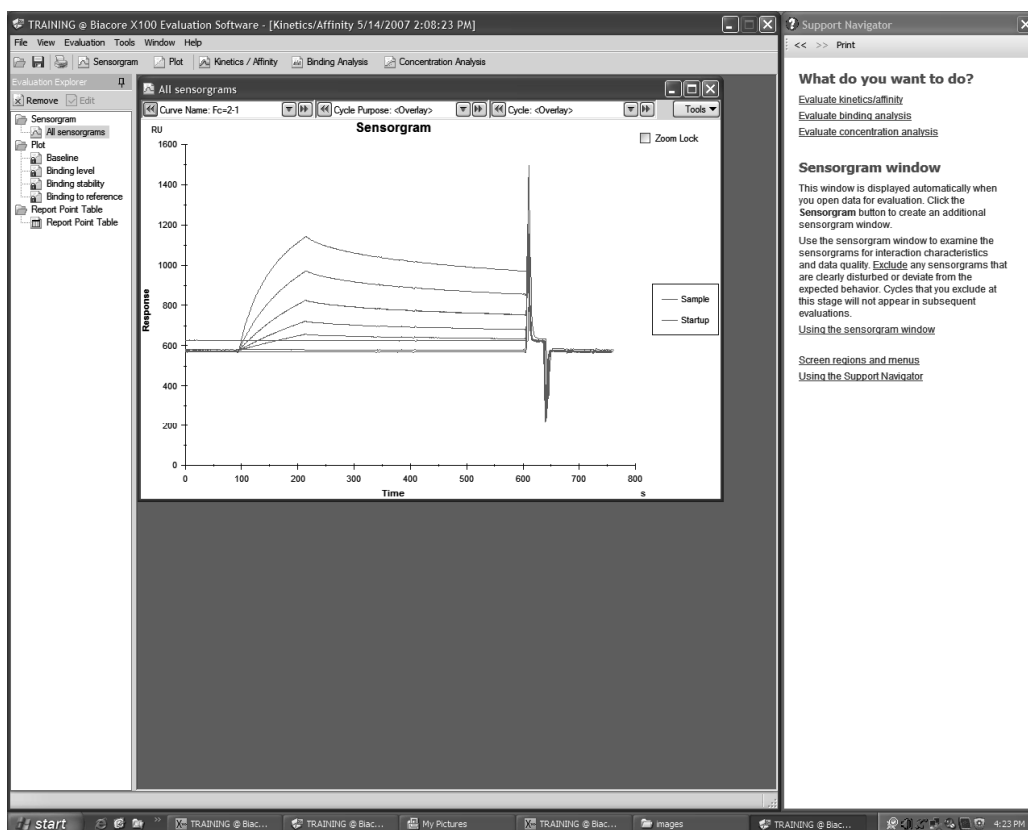 TRAINING @ Biacore X100 Evaluation Software - [Kinetics/Affinity 5/14/2007 2:08:23 PM]
File View Evaluation Tools Window Help
Sensorgram Plot Kinetics / Affinity Binding Analysis Concentration Analysis
Evaluation Explorer
Remove Edit
Sensorgram
All sensorgrams
Plot
Baseline
Binding level
Binding stability
Binding to reference
Report Point Table
Report Point Table
All sensorgrams
Curve Name: Fc=2-1 Cycle Purpose: <Overlay> Cycle: <Overlay> Tools
Sensorgram
RU
Zoom Lock
1600
1400
1200
1000
800
600
400
200
0
Response
0 100 200 300 400 500 600 700 800
Time
s
Sample
Startup
Support Navigator
<< >> Print
What do you want to do?
Evaluate kinetics/affinity
Evaluate binding analysis
Evaluate concentration analysis
Sensorgram window
This window is displayed automatically when
you open data for evaluation. Click the
Sensorgram button to create an additional
sensorgram window.
Use the sensorgram window to examine the
sensorgrams for interaction characteristics
and data quality. Exclude any sensorgrams that
are clearly disturbed or deviate from the
expected behavior. Cycles that you exclude at
this stage will not appear in subsequent
evaluations.
Using the sensorgram window
Screen regions and menus
Using the Support Navigator
start TRAINING @ Biac... TRAINING @ Biac... My Pictures TRAINING @ Biac... images TRAINING @ Biac... 4:23 PM